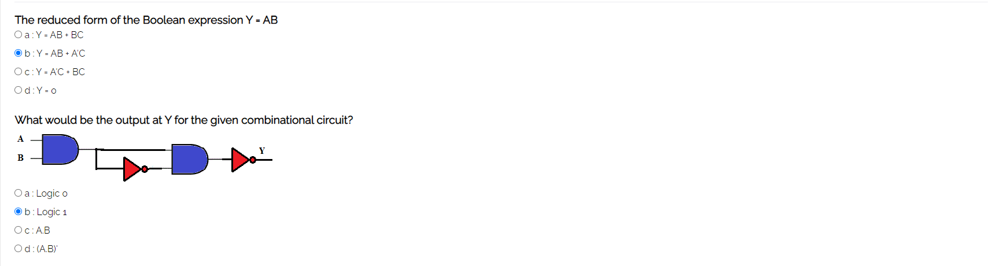 The reduced form of the Boolean expression Y = AB
a : Y = AB + BC
b : Y = AB + A'C
c : Y = A'C + BC
d : Y = 0
What would be the output at Y for the given combinational circuit?
A
B
Y
a : Logic 0
b : Logic 1
c : A.B
d : (A.B)'